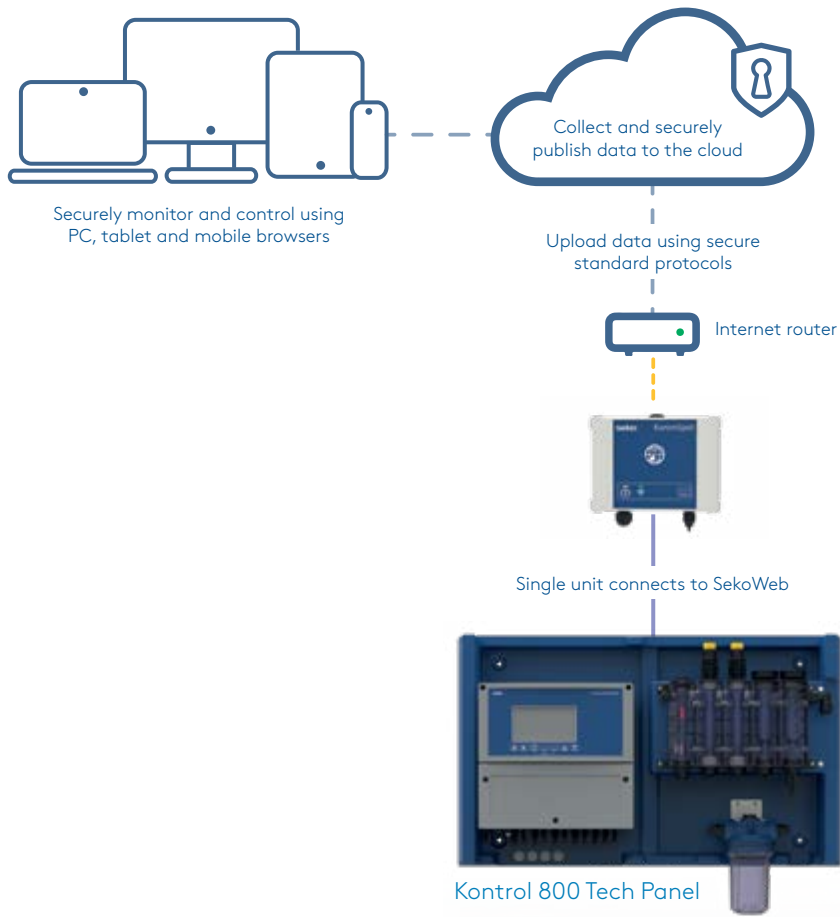 Collect and securely
publish data to the cloud
Securely monitor and control using
PC, tablet and mobile browsers
Upload data using secure
standard protocols
Internet router
seko
Single unit connects to SekoWeb
Kontrol 800 Tech Panel